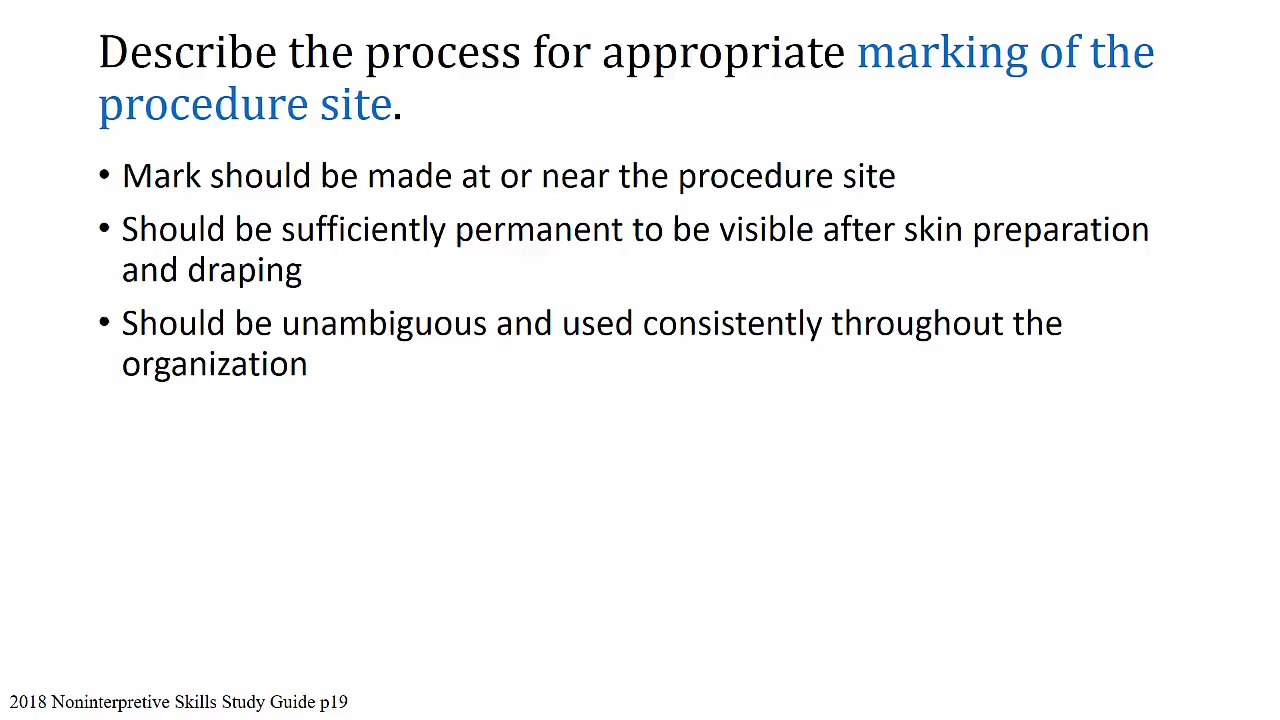 Describe the process for appropriate marking of the
procedure site.
• Mark should be made at or near the procedure site
• Should be sufficiently permanent to be visible after skin preparation
and draping
• Should be unambiguous and used consistently throughout the
organization
2018 Noninterpretive Skills Study Guide p19